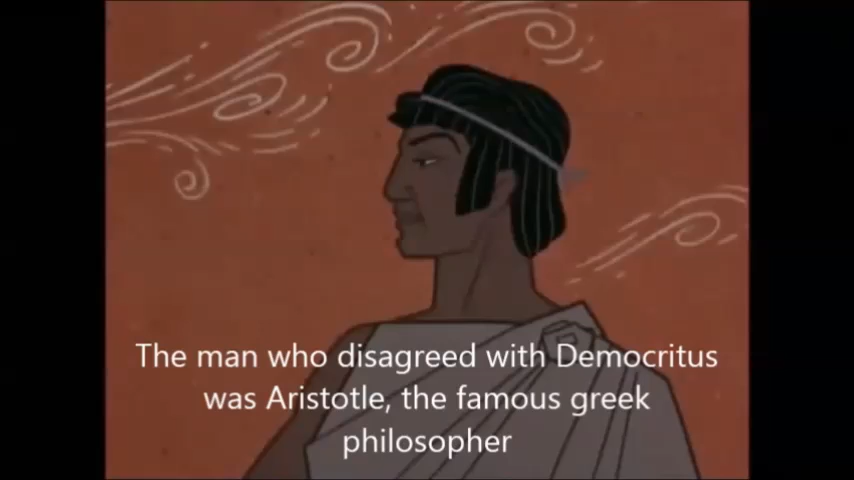 The man who disagreed with Democritus
was Aristotle, the famous greek
philosopher